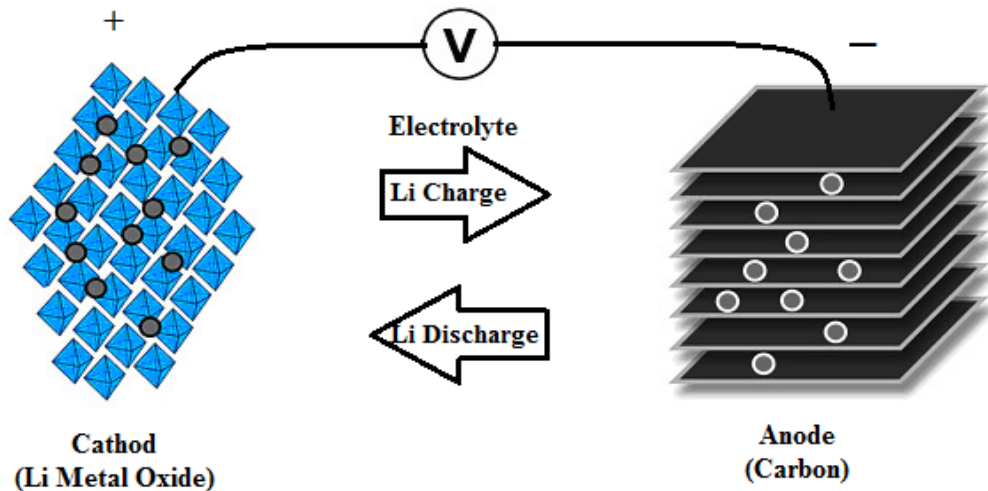 +
V
−
Electrolyte
Li Charge
Li Discharge
Cathod
(Li Metal Oxide)
Anode
(Carbon)